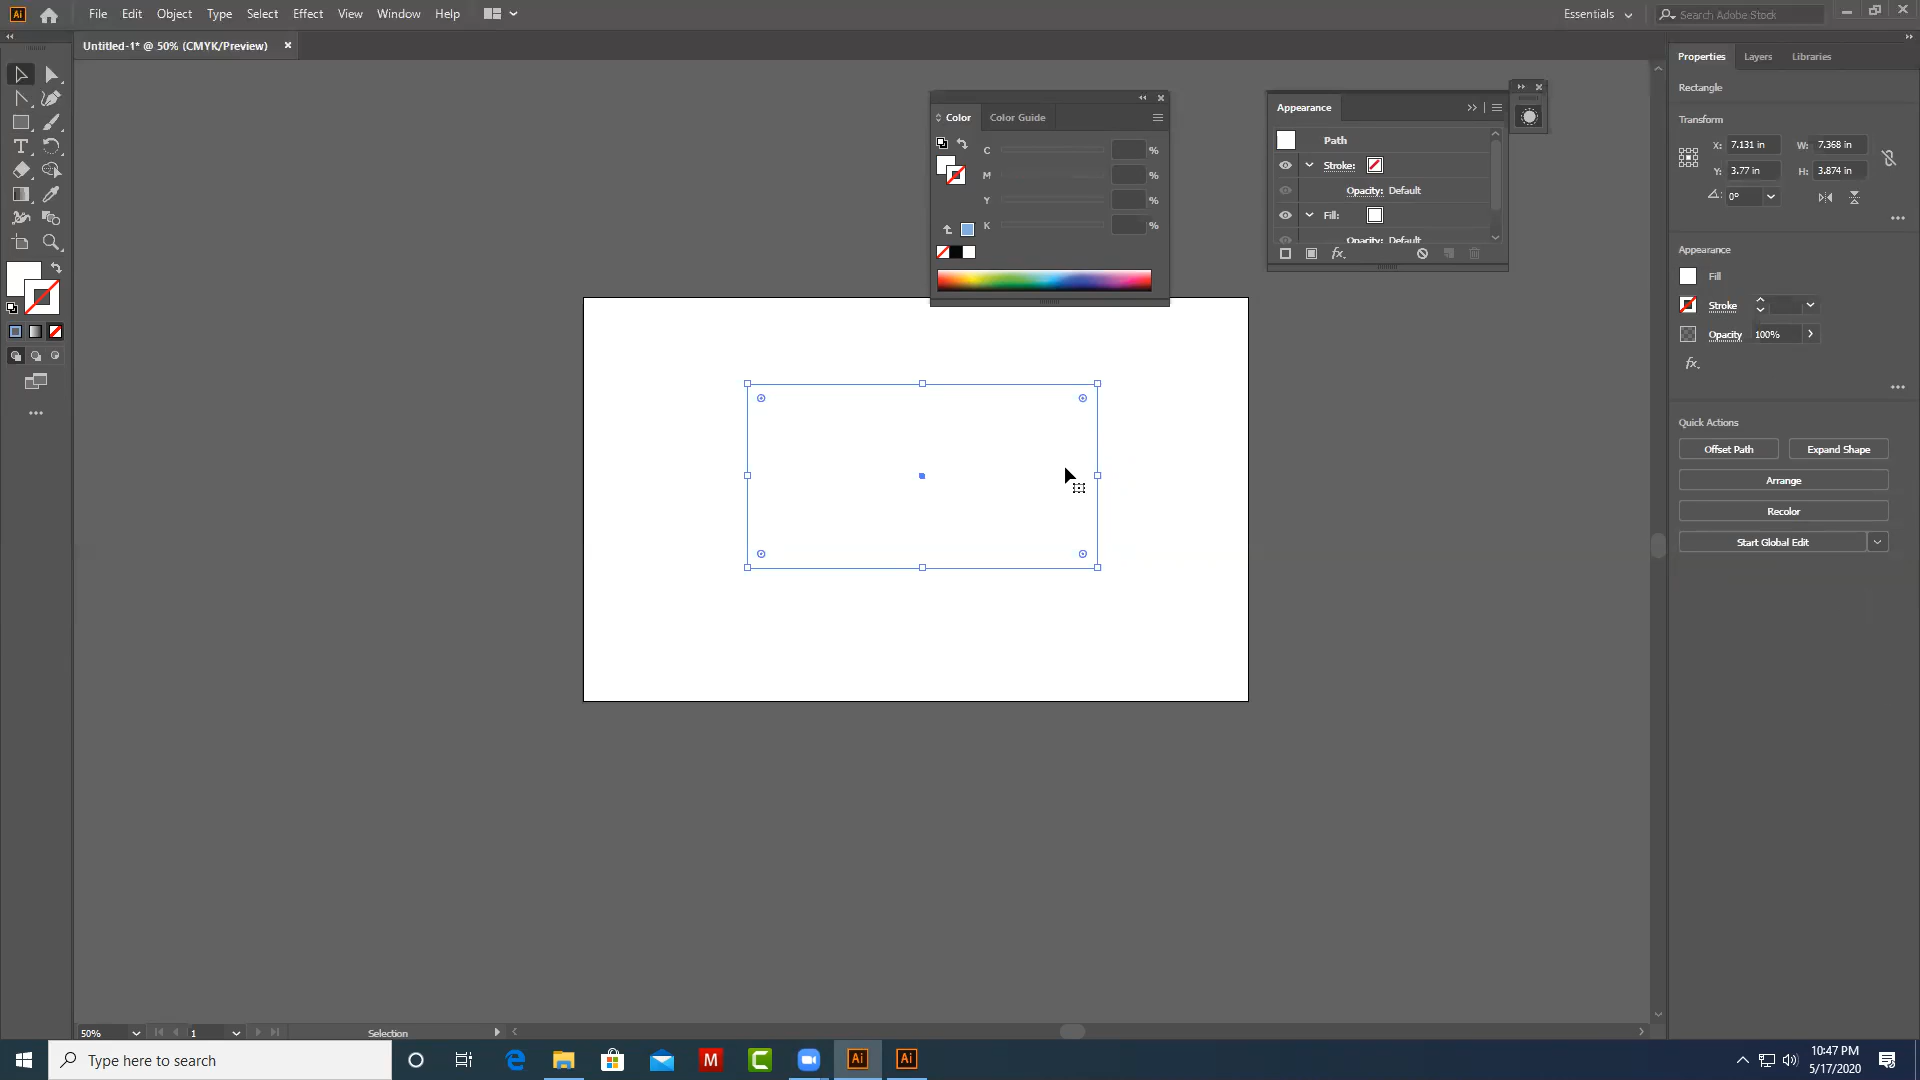 Ai File Edit Object Type Select Effect View Window Help Essentials Search Adobe Stock
Untitled-1* @ 50% (CMYK/Preview) ×
Properties Layers Libraries
Rectangle
Transform
X: 7.131 in W: 7.368 in
Y: 3.77 in H: 3.874 in
0°
Appearance
Fill
Stroke
Opacity 100%
fx.
Quick Actions
Offset Path Expand Shape
Arrange
Recolor
Start Global Edit
Color Color Guide
C %
M %
Y %
K %
Appearance
Path
Stroke:
Opacity: Default
Fill:
Opacity: Default
fx.
50% 1 Selection
Type here to search
M
Ai Ai
10:47 PM
5/17/2020